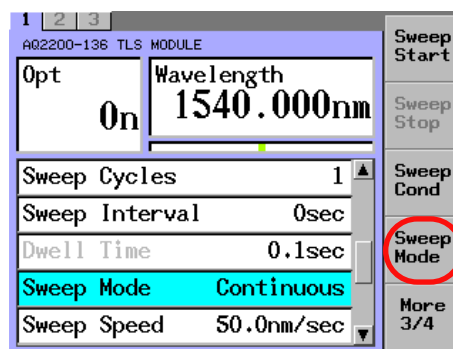 1 2 3
AQ2200-136 TLS MODULE
Opt
On
Wavelength
1540.000nm
Sweep Cycles 1
Sweep Interval 0sec
Dwell Time 0.1sec
Sweep Mode Continuous
Sweep Speed 50.0nm/sec
Sweep
Start
Sweep
Stop
Sweep
Cond
Sweep
Mode
More
3/4